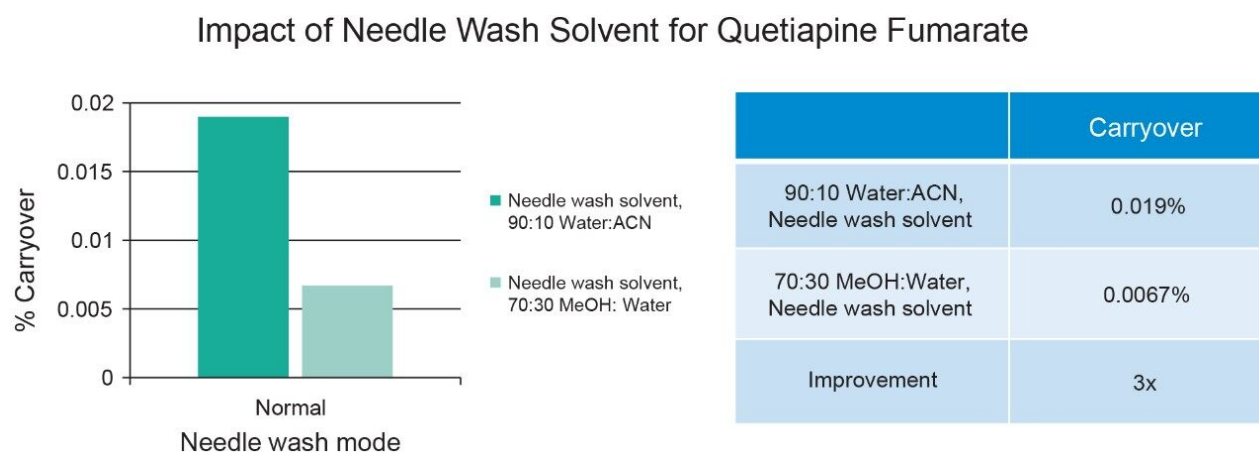 Impact of Needle Wash Solvent for Quetiapine Fumarate
% Carryover
0.02
0.015
0.01
0.005
0
Normal
Needle wash mode
Needle wash solvent,
90:10 Water:ACN
Needle wash solvent,
70:30 MeOH: Water
Carryover
90:10 Water:ACN,
Needle wash solvent
0.019%
70:30 MeOH:Water,
Needle wash solvent
0.0067%
Improvement
3x